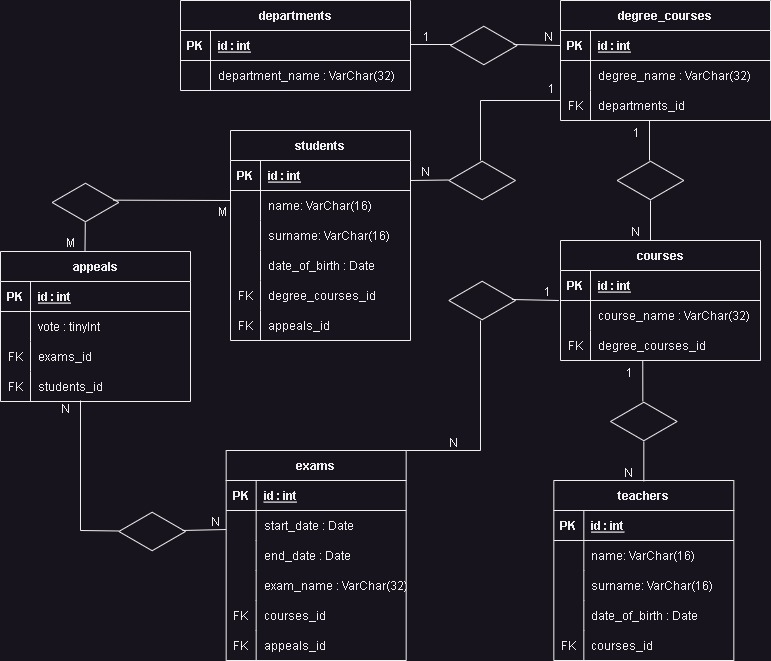 departments
PK id : int
department_name : VarChar(32)
1
N
degree_courses
PK id : int
degree_name : VarChar(32)
FK departments_id
1
1
students
PK id : int
name: VarChar(16)
surname: VarChar(16)
date_of_birth : Date
FK degree_courses_id
FK appeals_id
N
M
M
N
appeals
PK id : int
vote : tinyInt
FK exams_id
FK students_id
N
courses
PK id : int
course_name : VarChar(32)
FK degree_courses_id
1
1
N
N
exams
PK id : int
start_date : Date
end_date : Date
exam_name : VarChar(32)
FK courses_id
FK appeals_id
N
teachers
PK id : int
name: VarChar(16)
surname: VarChar(16)
date_of_birth : Date
FK courses_id